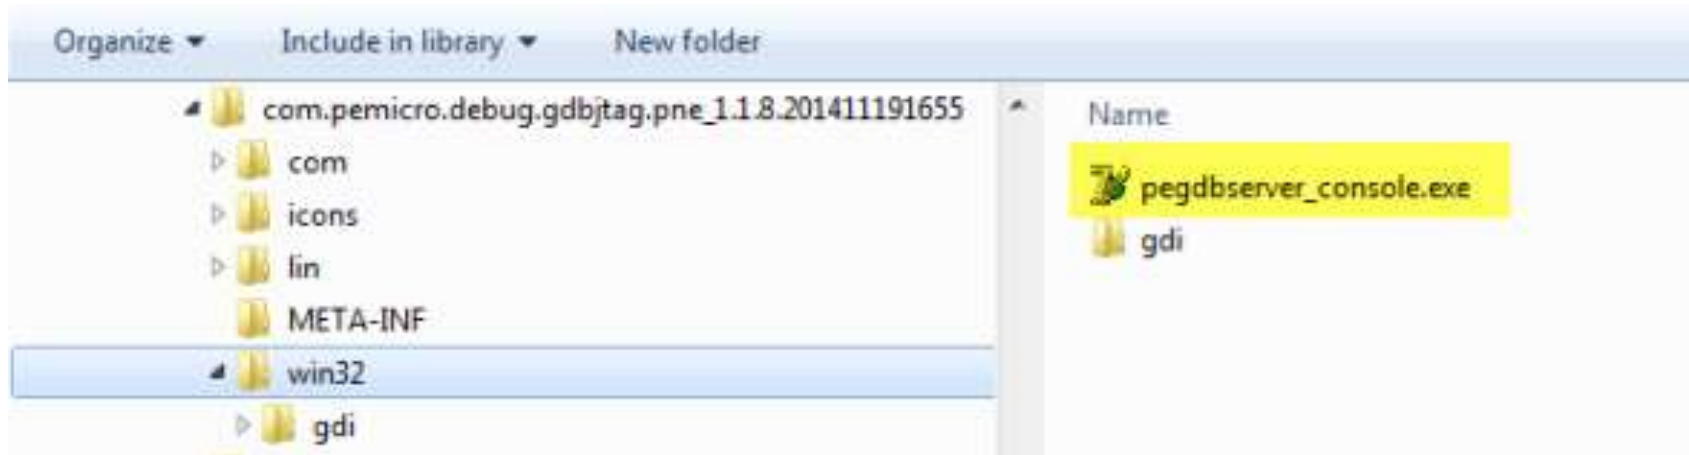 Organize Include in library New folder
com.pemicro.debug.gdbjtag.pne_1.1.8.201411191655
com
icons
lin
META-INF
win32
gdi
Name
pegdbserver_console.exe
gdi